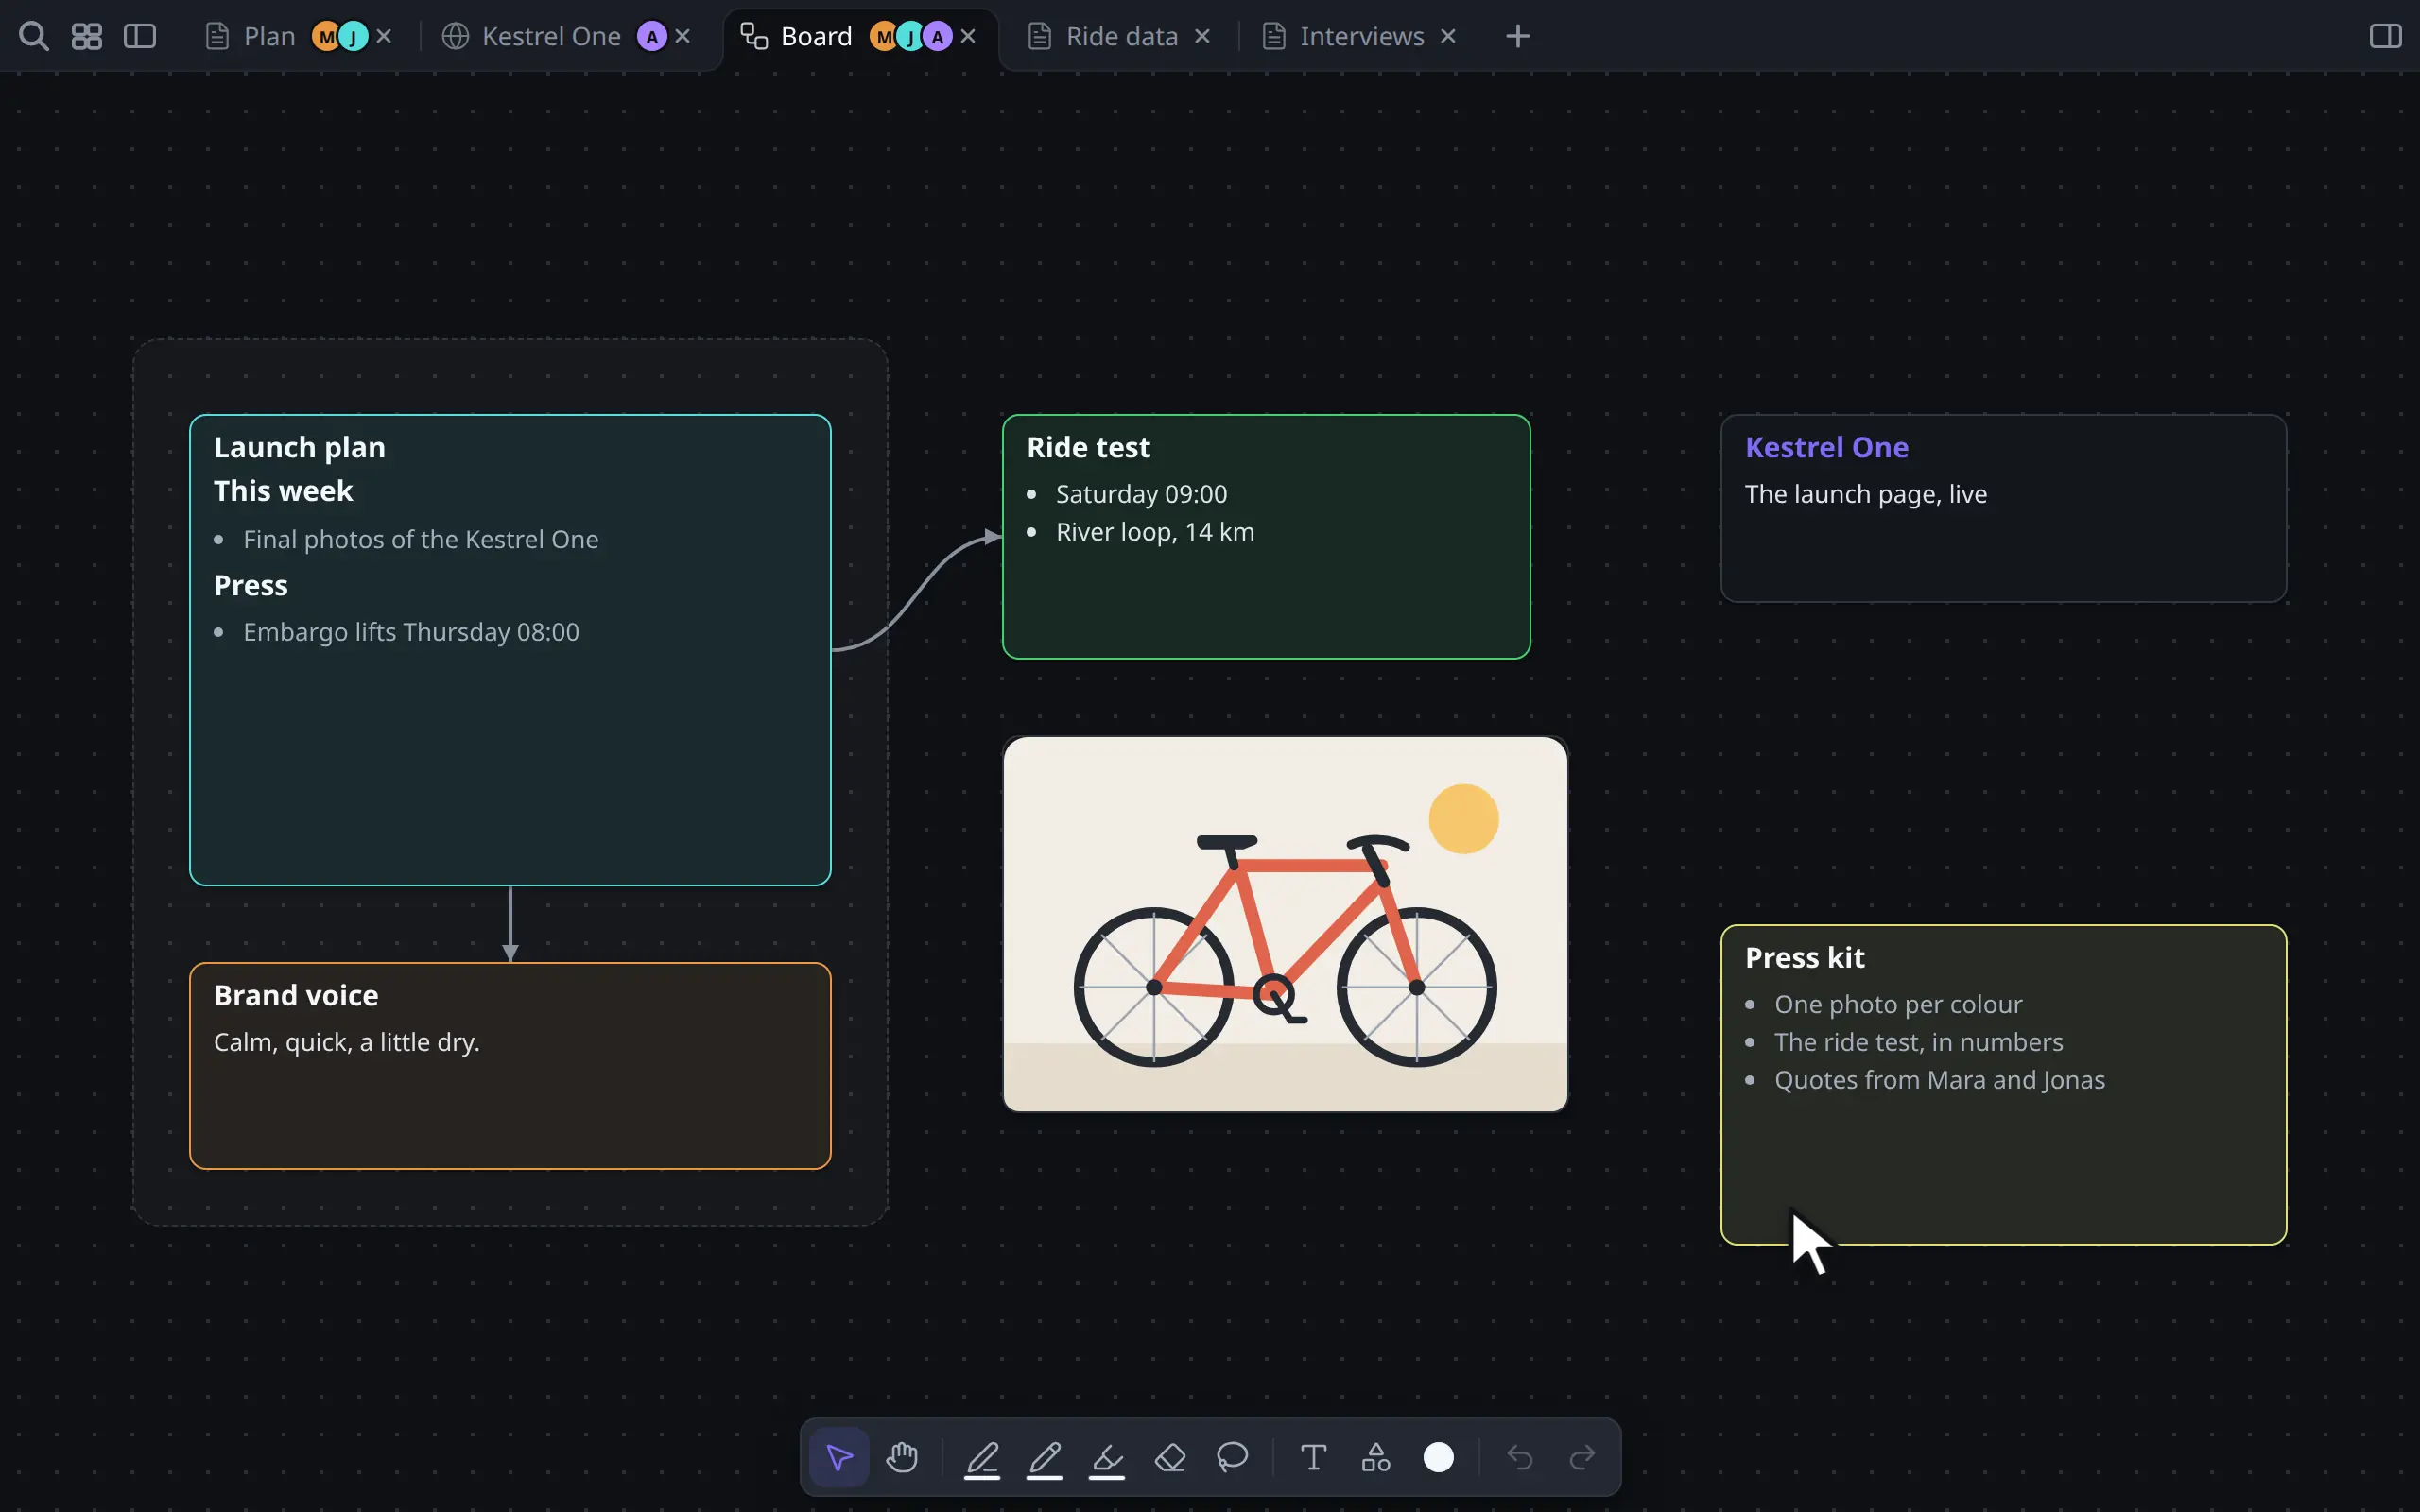 Plan M J
Kestrel One A
Board M J A
Ride data
Interviews
Launch plan
This week
Final photos of the Kestrel One
Press
Embargo lifts Thursday 08:00
Brand voice
Calm, quick, a little dry.
Ride test
Saturday 09:00
River loop, 14 km
Kestrel One
The launch page, live
Press kit
One photo per colour
The ride test, in numbers
Quotes from Mara and Jonas